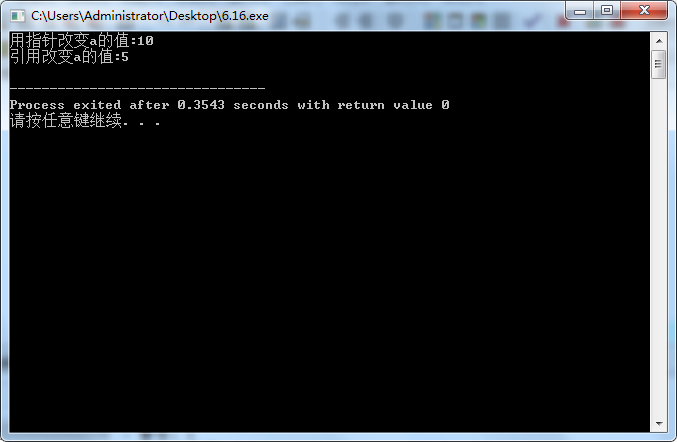 C:\Users\Administrator\Desktop\6.16.exe
用指针改变a的值:10
引用改变a的值:5
--------------------------------
Process exited after 0.3543 seconds with return value 0
请按任意键继续. . .